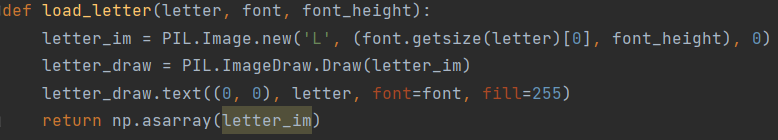 def load_letter(letter, font, font_height):
    letter_im = PIL.Image.new('L', (font.getsize(letter)[0], font_height), 0)
    letter_draw = PIL.ImageDraw.Draw(letter_im)
    letter_draw.text((0, 0), letter, font=font, fill=255)
    return np.asarray(letter_im)